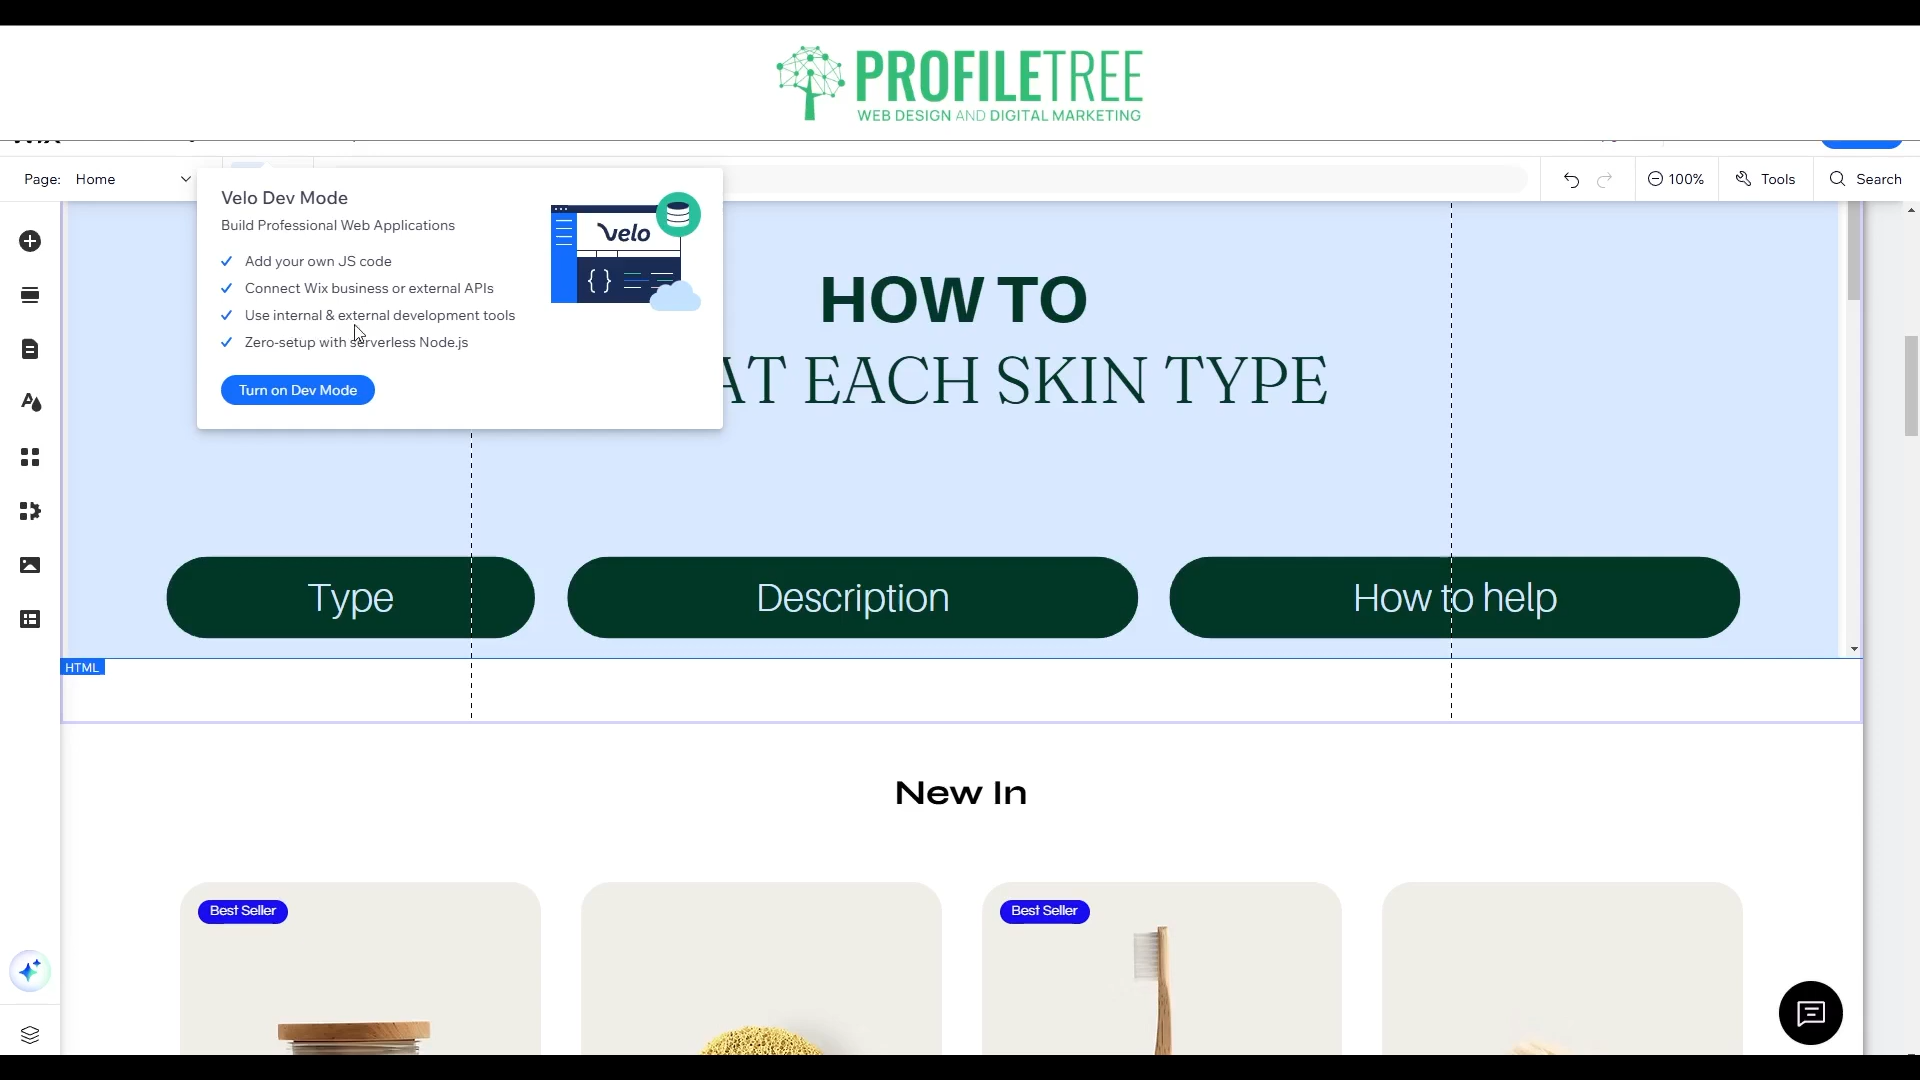 PROFILETREE
WEB DESIGN AND DIGITAL MARKETING
Page: Home
100%
Tools
Search
Velo Dev Mode
Build Professional Web Applications
Add your own JS code
Connect Wix business or external APIs
Use internal & external development tools
Zero-setup with serverless Node.js
Turn on Dev Mode
velo
{ }
HOW TO
EACH SKIN TYPE
Type
Description
How to help
HTML
New In
Best Seller
Best Seller